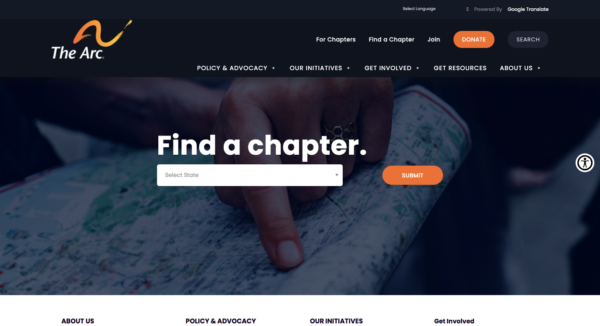 Select Language
Powered By Google Translate
The Arc.
For Chapters Find a Chapter Join DONATE SEARCH
POLICY & ADVOCACY OUR INITIATIVES GET INVOLVED GET RESOURCES ABOUT US
Find a chapter.
Select State
SUBMIT
ABOUT US POLICY & ADVOCACY OUR INITIATIVES Get Involved